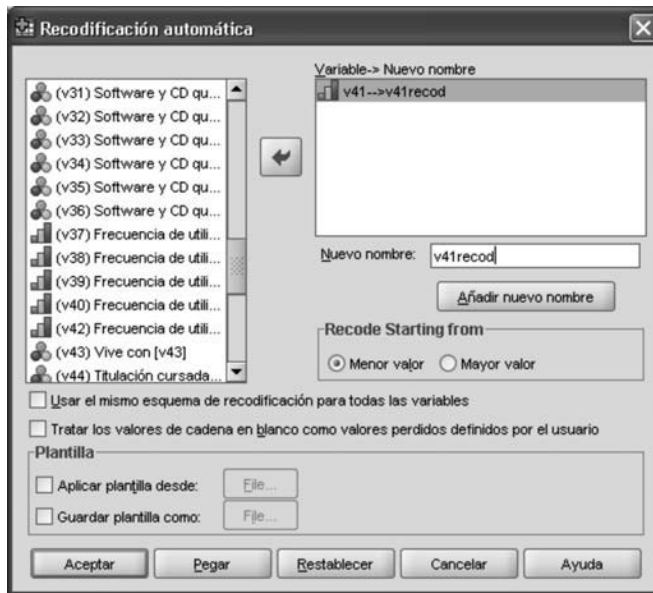 Recodificación automática
(v31) Software y CD qu...
(v32) Software y CD qu...
(v33) Software y CD qu...
(v34) Software y CD qu...
(v35) Software y CD qu...
(v36) Software y CD qu...
(v37) Frecuencia de utili...
(v38) Frecuencia de utili...
(v39) Frecuencia de utili...
(v40) Frecuencia de utili...
(v42) Frecuencia de utili...
(v43) Vive con [v43]
(v44) Titulación cursada...
Variable-> Nuevo nombre
v41-->v41recod
Nuevo nombre: v41recod
Añadir nuevo nombre
Recode Starting from
Menor valor Mayor valor
Usar el mismo esquema de recodificación para todas las variables
Tratar los valores de cadena en blanco como valores perdidos definidos por el usuario
Plantilla
Aplicar plantilla desde: File...
Guardar plantilla como: File...
Aceptar Pegar Restablecer Cancelar Ayuda